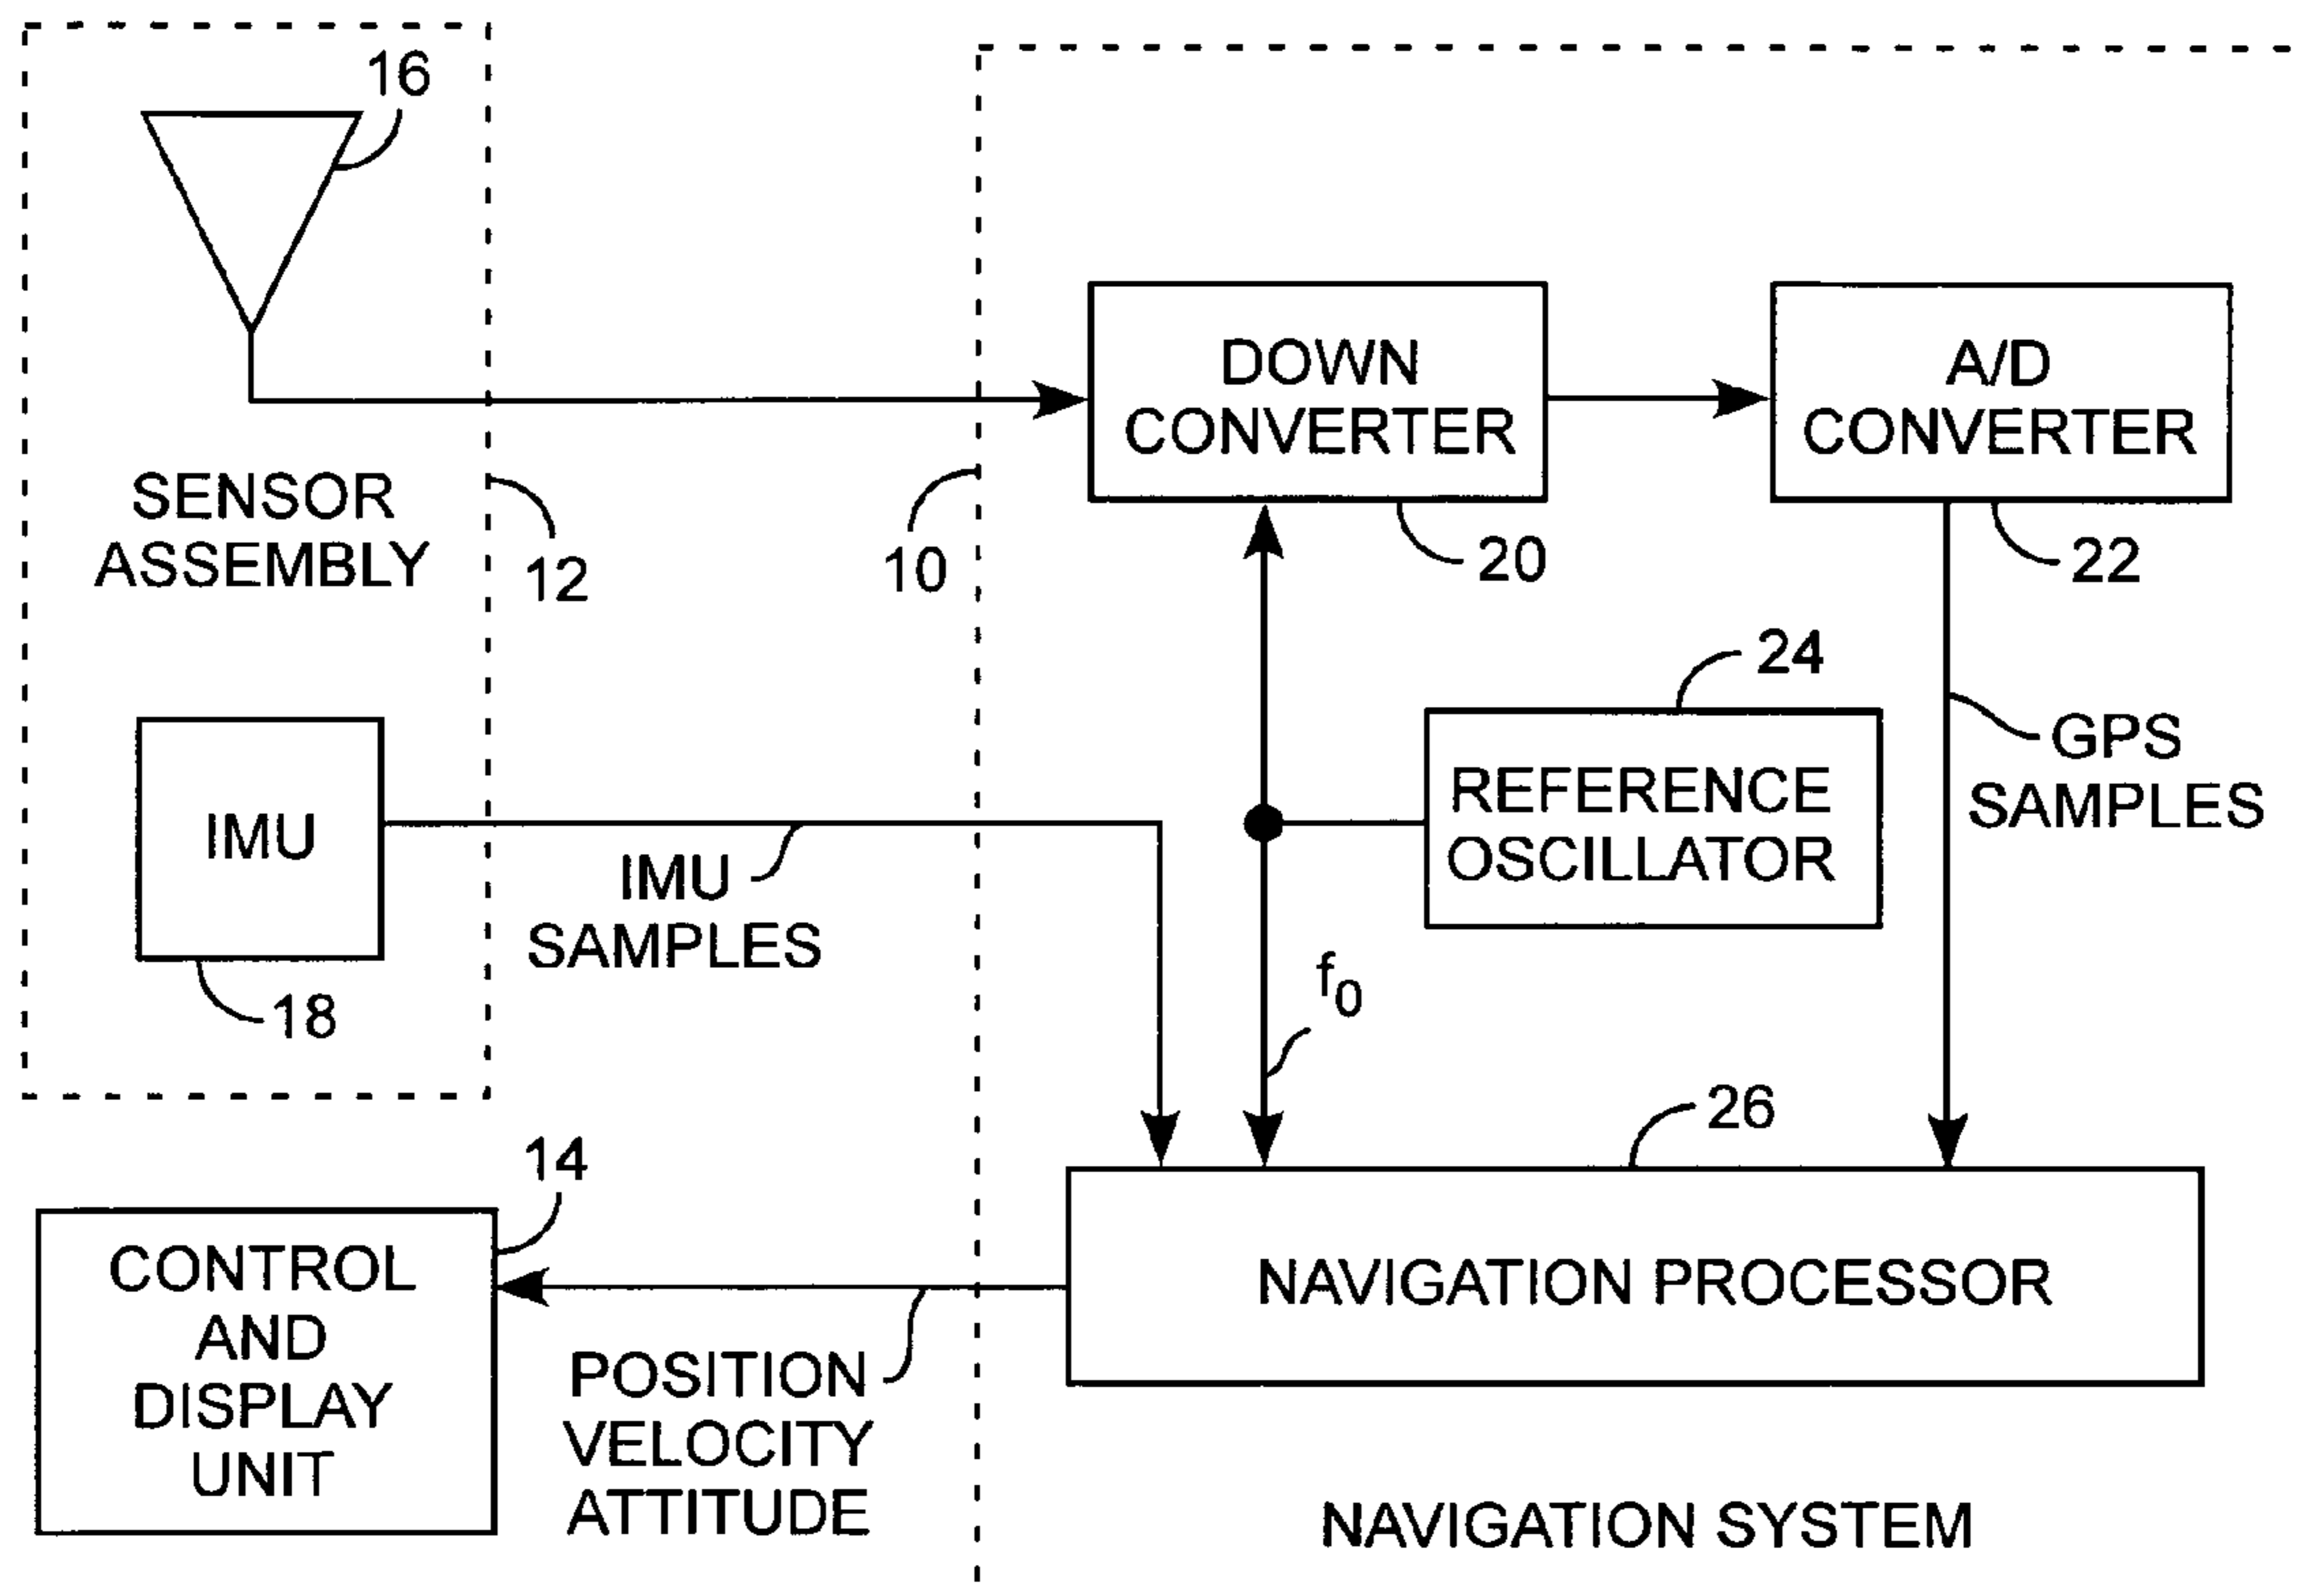 16
DOWN
CONVERTER
A/D
CONVERTER
SENSOR
ASSEMBLY
12
10
20
22
24
GPS
SAMPLES
REFERENCE
OSCILLATOR
IMU
IMU
SAMPLES
18
f0
26
14
CONTROL
AND
DISPLAY
UNIT
NAVIGATION PROCESSOR
POSITION
VELOCITY
ATTITUDE
NAVIGATION SYSTEM